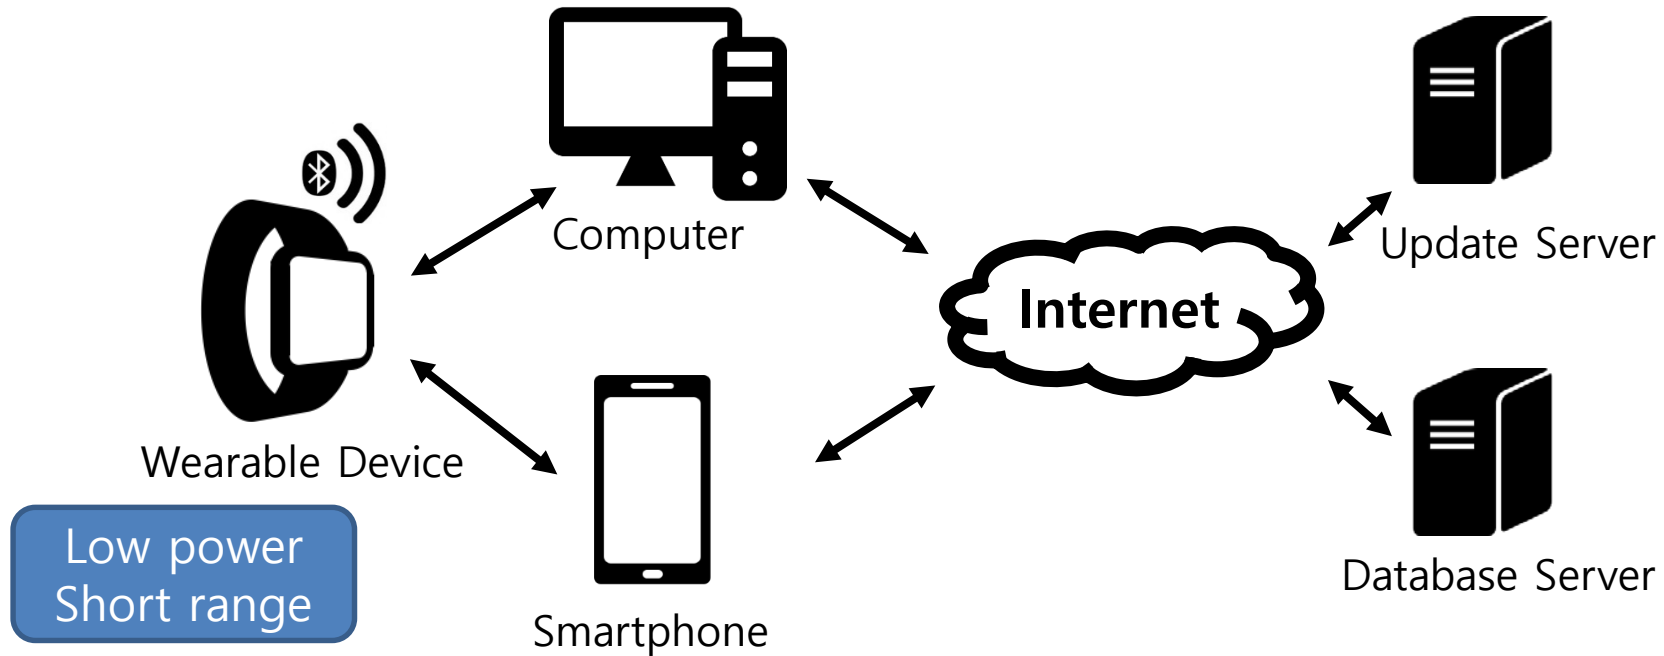 Computer
Update Server
Internet
Wearable Device
Low power
Short range
Smartphone
Database Server